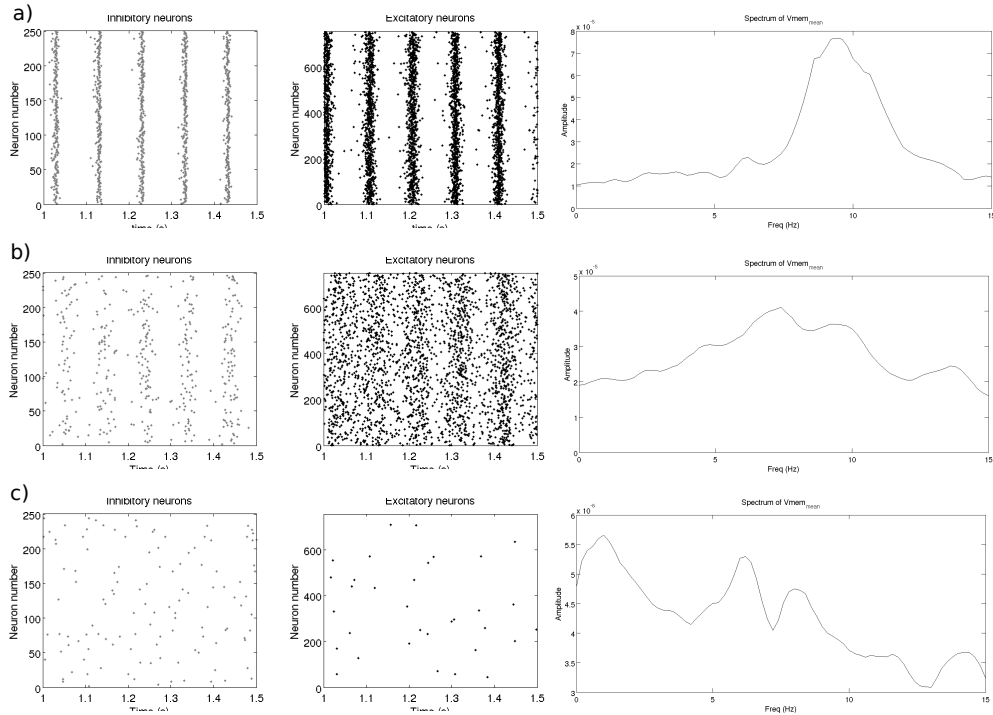 a)
Inhibitory neurons
Neuron number
250
200
150
100
50
0
1 1.1 1.2 1.3 1.4 1.5
time (s)
Excitatory neurons
Neuron number
600
400
200
0
1 1.1 1.2 1.3 1.4 1.5
Spectrum of Vmem mean
x 10 -5
Amplitude
8
7
6
5
4
3
2
1
0
0 5 10 15
Freq (Hz)
b)
Inhibitory neurons
Neuron number
250
200
150
100
50
0
1 1.1 1.2 1.3 1.4 1.5
Time (s)
Excitatory neurons
Neuron number
600
400
200
0
1 1.1 1.2 1.3 1.4 1.5
Time (s)
Spectrum of Vmem mean
Amplitude
5
4
3
2
1
0
0 5 10 15
Freq (Hz)
c)
Inhibitory neurons
Neuron number
250
200
150
100
50
0
1 1.1 1.2 1.3 1.4 1.5
Time (s)
Excitatory neurons
Neuron number
600
400
200
0
1 1.1 1.2 1.3 1.4 1.5
Time (s)
Spectrum of Vmem mean
Amplitude
6
5.5
5
4.5
4
3.5
3
0 5 10 15
Freq (Hz)